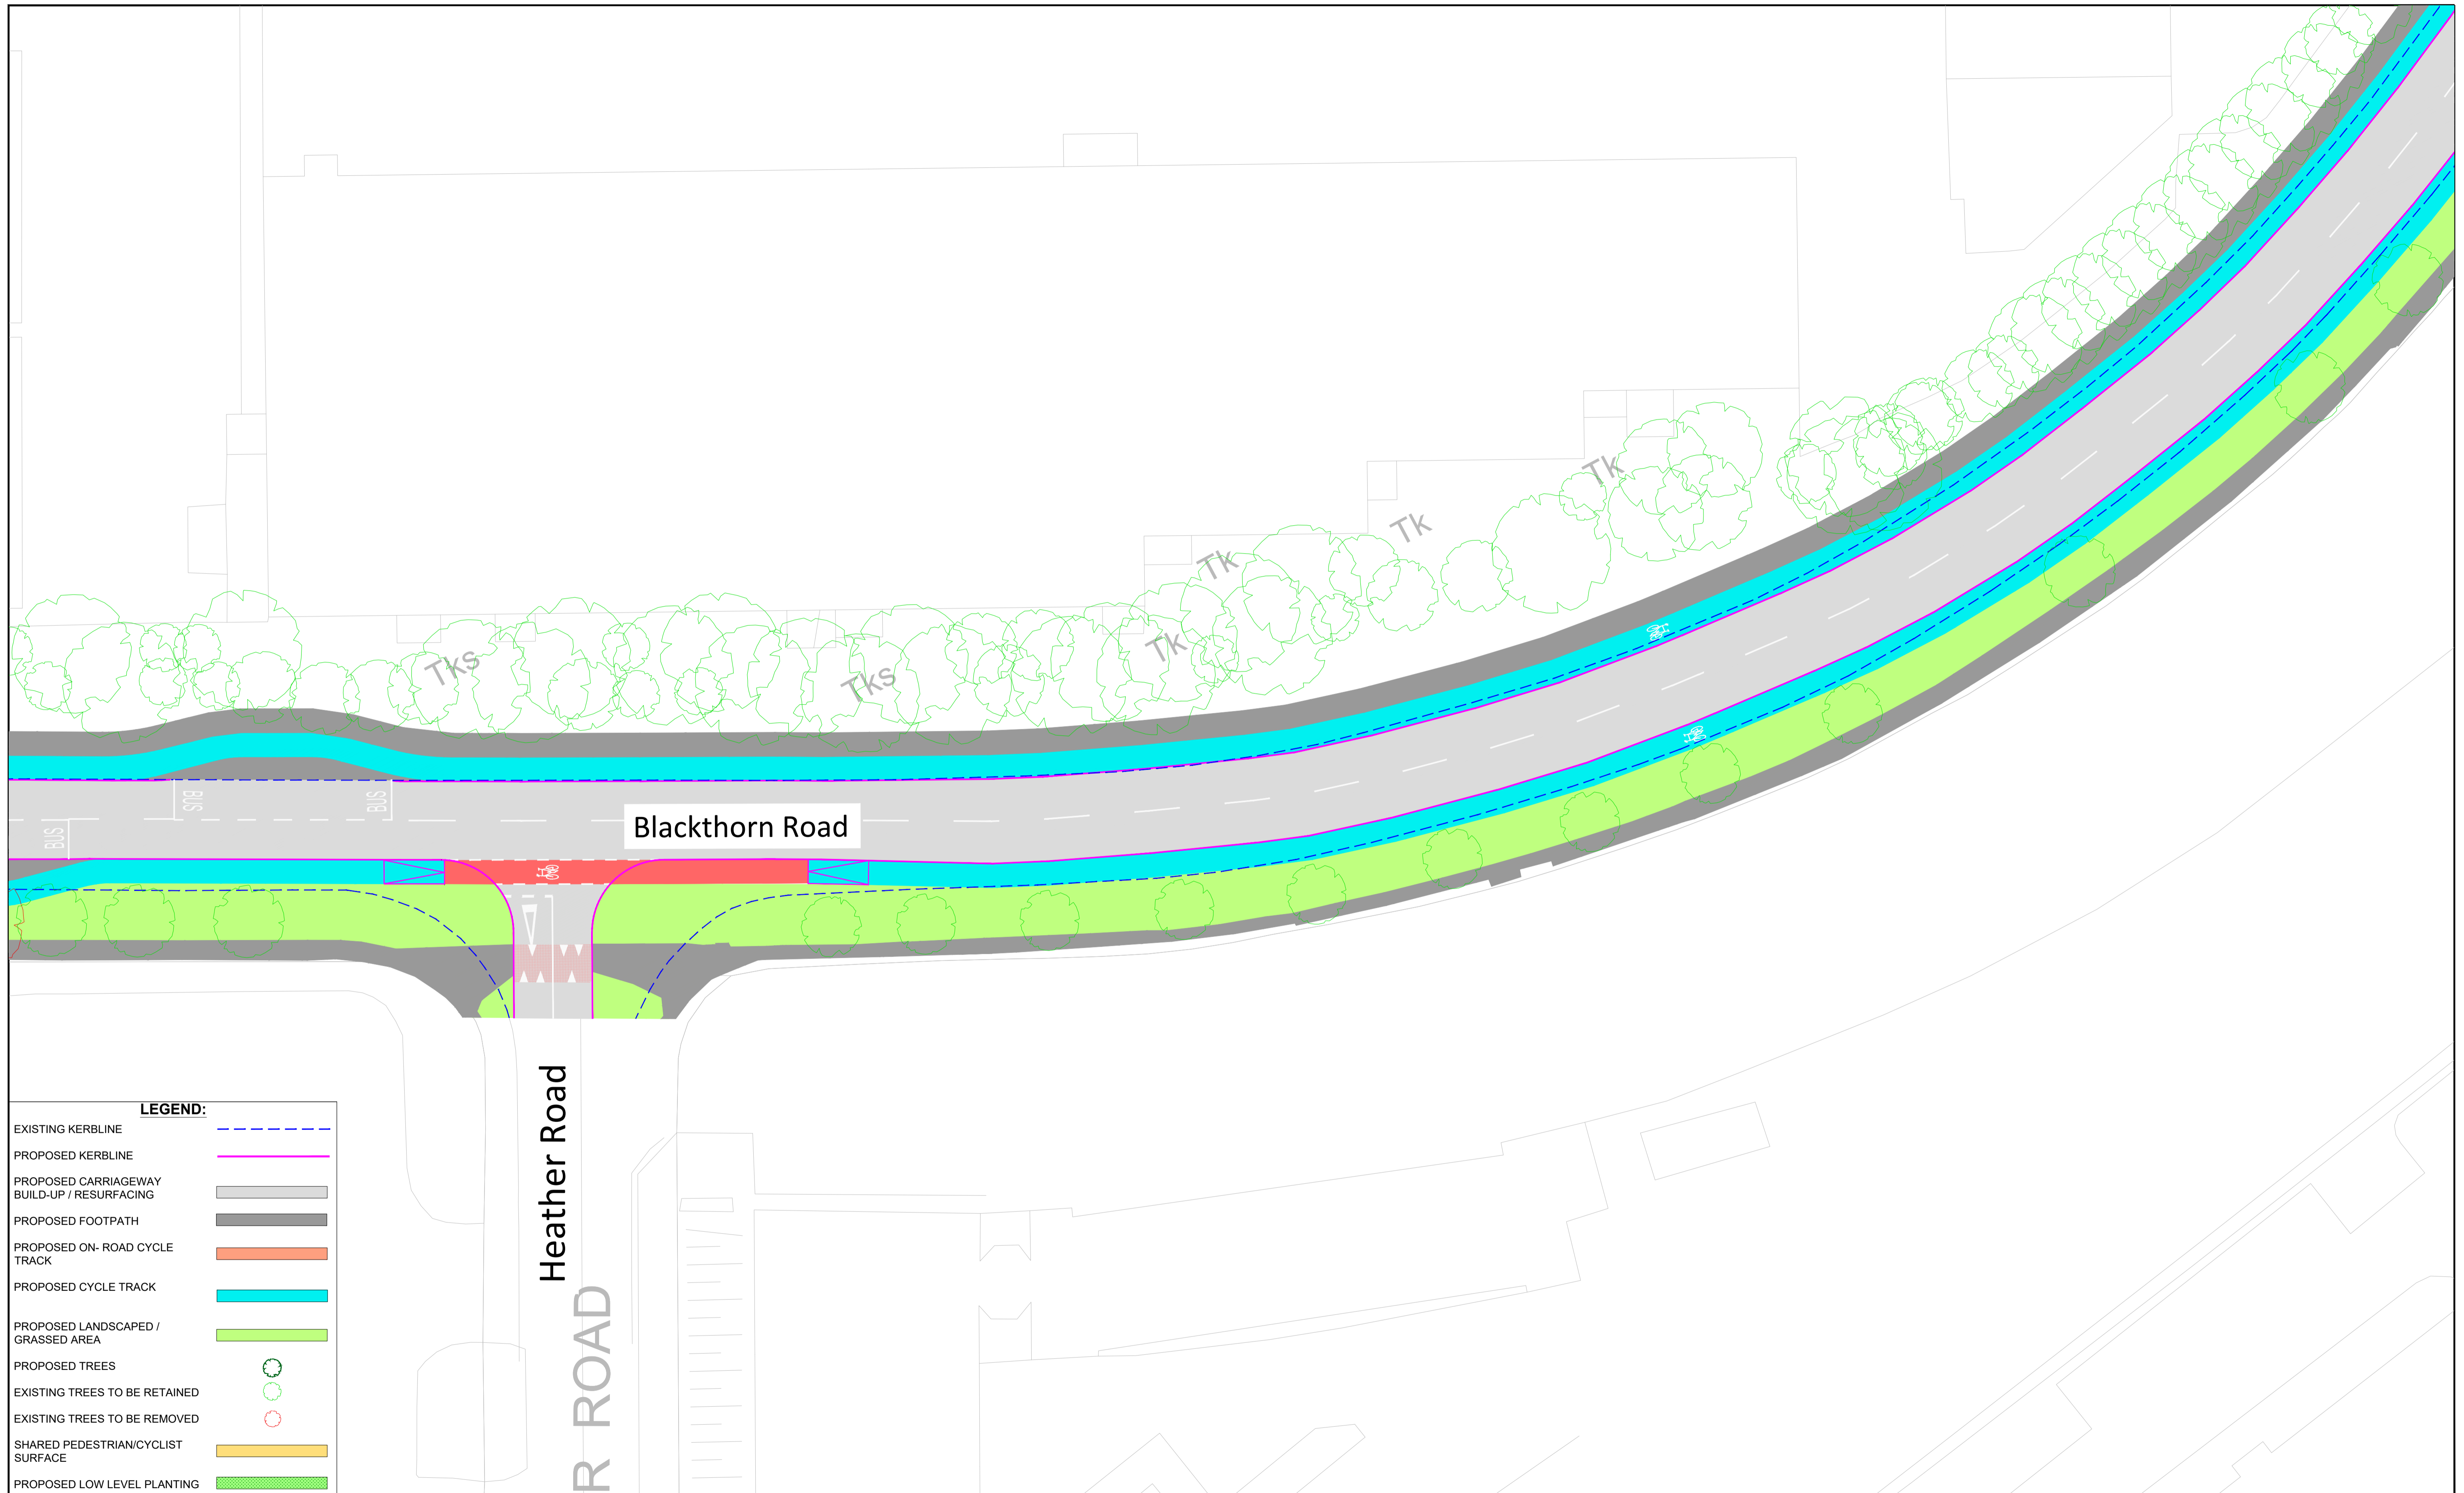 Tk
Tk
Tk
Tk
Tks
Tks
BUS
BUS
BUS
Blackthorn Road
Heather Road
R ROAD
LEGEND:
EXISTING KERBLINE
PROPOSED KERBLINE
PROPOSED CARRIAGEWAY
BUILD-UP / RESURFACING
PROPOSED FOOTPATH
PROPOSED ON- ROAD CYCLE
TRACK
PROPOSED CYCLE TRACK
PROPOSED LANDSCAPED /
GRASSED AREA
PROPOSED TREES
EXISTING TREES TO BE RETAINED
EXISTING TREES TO BE REMOVED
SHARED PEDESTRIAN/CYCLIST
SURFACE
PROPOSED LOW LEVEL PLANTING